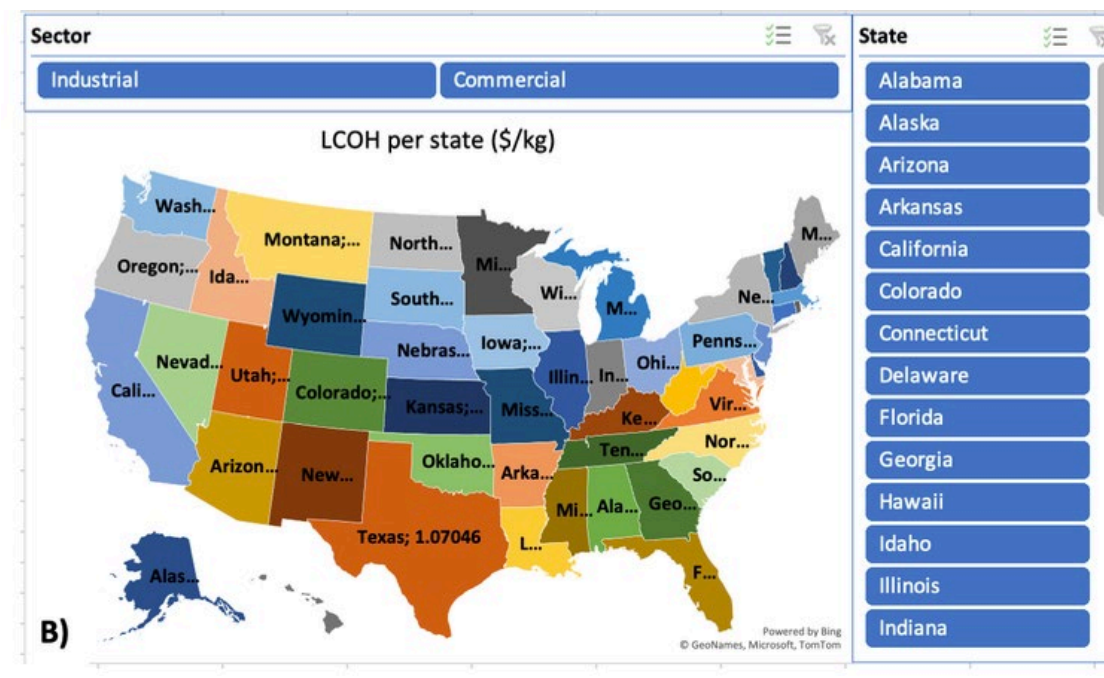 Sector
Industrial
Commercial
State
Alabama
Alaska
Arizona
Arkansas
California
Colorado
Connecticut
Delaware
Florida
Georgia
Hawaii
Idaho
Illinois
Indiana
LCOH per state ($/kg)
Wash...
Montana;...
North...
Mi...
M...
Oregon;...
Ida...
South...
Wi...
M...
Ne...
Wyomin...
Nevad...
Utah;...
Nebras...
Iowa;...
Illin...
In...
Ohi...
Penns...
Cali...
Colorado;...
Kansas;...
Miss...
Ke...
Vir...
Arizon...
New...
Oklaho...
Arka...
Ten...
Nor...
So...
Texas; 1.07046
L...
Mi...
Ala...
Geo...
F...
Alas...
B)
Powered by Bing
© GeoNames, Microsoft, TomTom